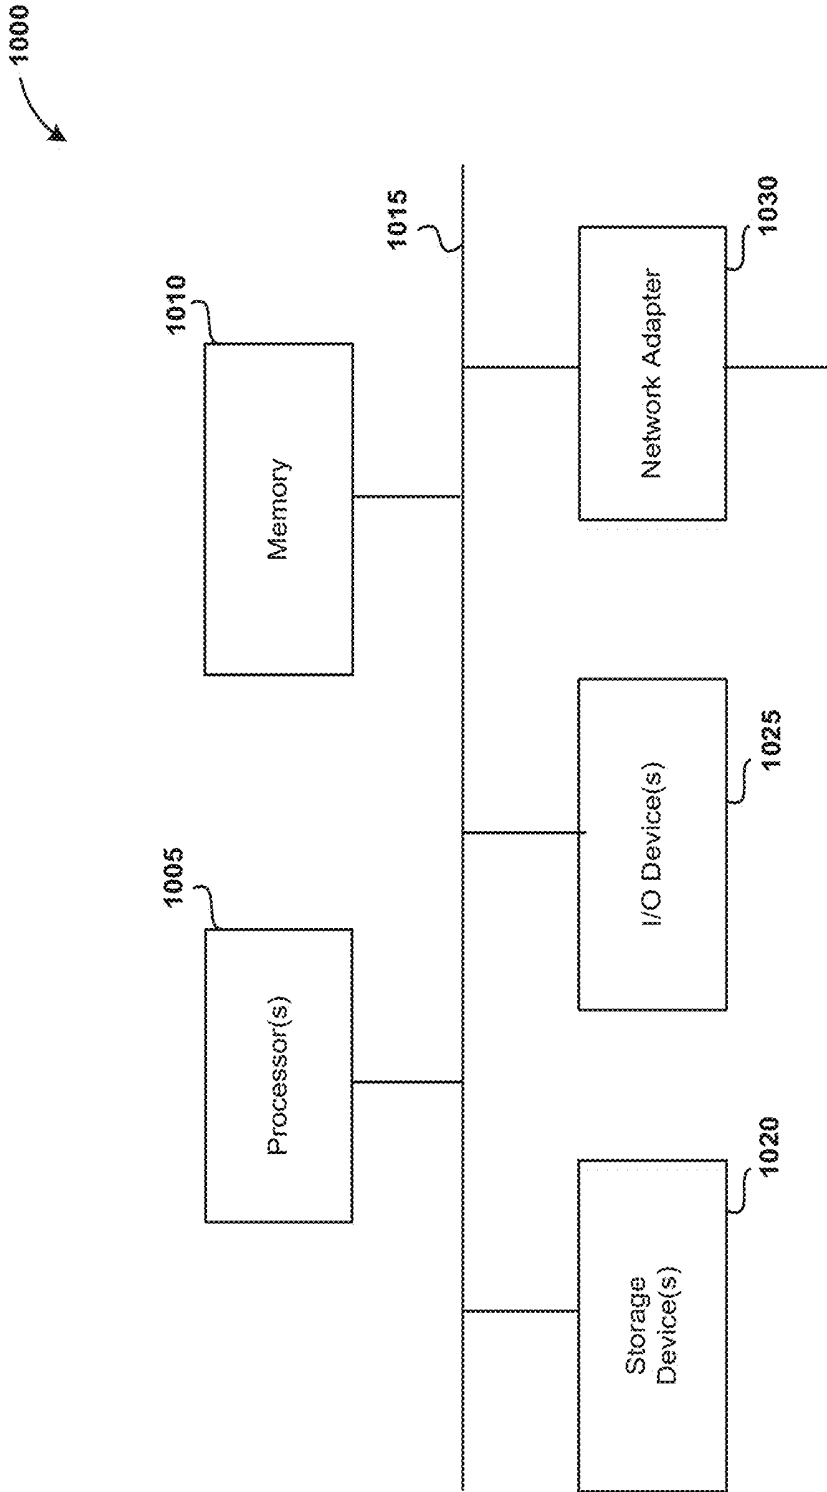 1000
1005
Processor(s)
1010
Memory
1015
Storage
Device(s)
1020
I/O Device(s)
1025
Network Adapter
1030